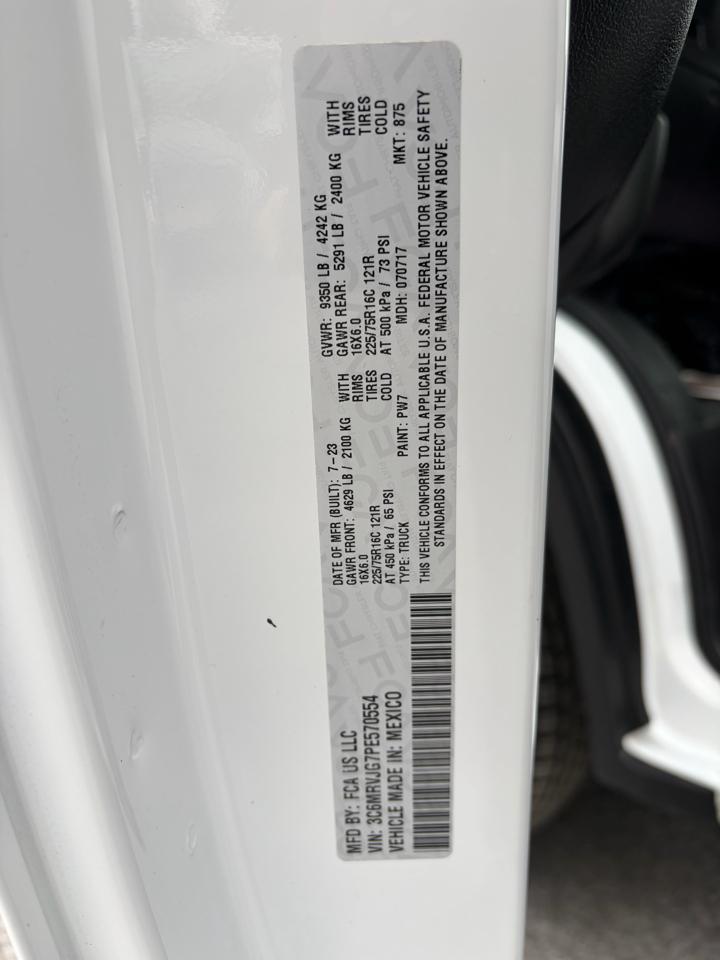 MFD BY: FCA US LLC
VIN: 3C6MRVJG7PE570554
VEHICLE MADE IN: MEXICO
DATE OF MFR (BUILT): 7-23 GVWR: 9350 LB / 4242 KG
GAWR FRONT: 4629 LB / 2100 KG WITH GAWR REAR: 5291 LB / 2400 KG WITH
16X6.0 RIMS 16X6.0 RIMS
225/75R16C 121R TIRES 225/75R16C 121R TIRES
AT 450 kPa / 65 PSI COLD AT 500 kPa / 73 PSI COLD
TYPE: TRUCK PAINT: PW7 MDH: 070717 MKT: 875
THIS VEHICLE CONFORMS TO ALL APPLICABLE U.S.A. FEDERAL MOTOR VEHICLE SAFETY
STANDARDS IN EFFECT ON THE DATE OF MANUFACTURE SHOWN ABOVE.